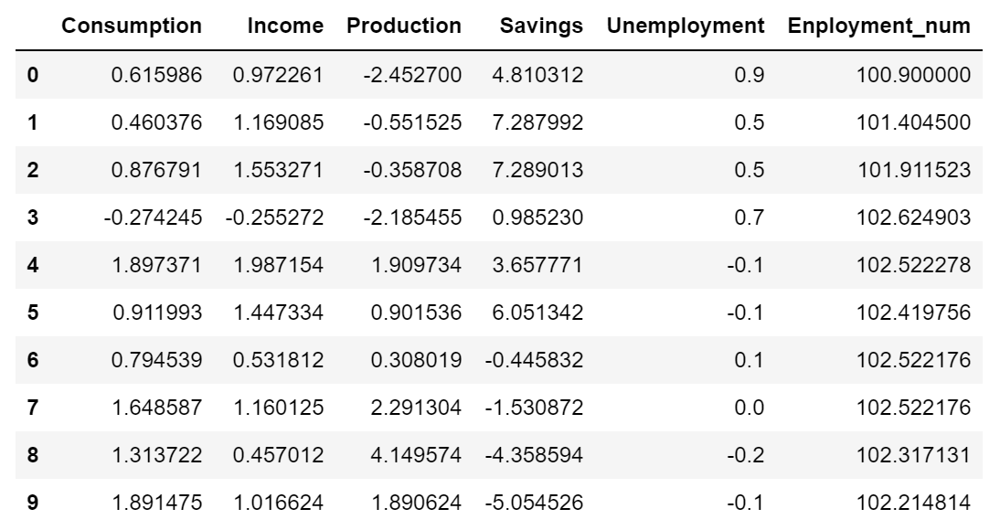 Consumption Income Production Savings Unemployment Enployment_num
0 0.615986 0.972261 -2.452700 4.810312 0.9 100.900000
1 0.460376 1.169085 -0.551525 7.287992 0.5 101.404500
2 0.876791 1.553271 -0.358708 7.289013 0.5 101.911523
3 -0.274245 -0.255272 -2.185455 0.985230 0.7 102.624903
4 1.897371 1.987154 1.909734 3.657771 -0.1 102.522278
5 0.911993 1.447334 0.901536 6.051342 -0.1 102.419756
6 0.794539 0.531812 0.308019 -0.445832 0.1 102.522176
7 1.648587 1.160125 2.291304 -1.530872 0.0 102.522176
8 1.313722 0.457012 4.149574 -4.358594 -0.2 102.317131
9 1.891475 1.016624 1.890624 -5.054526 -0.1 102.214814